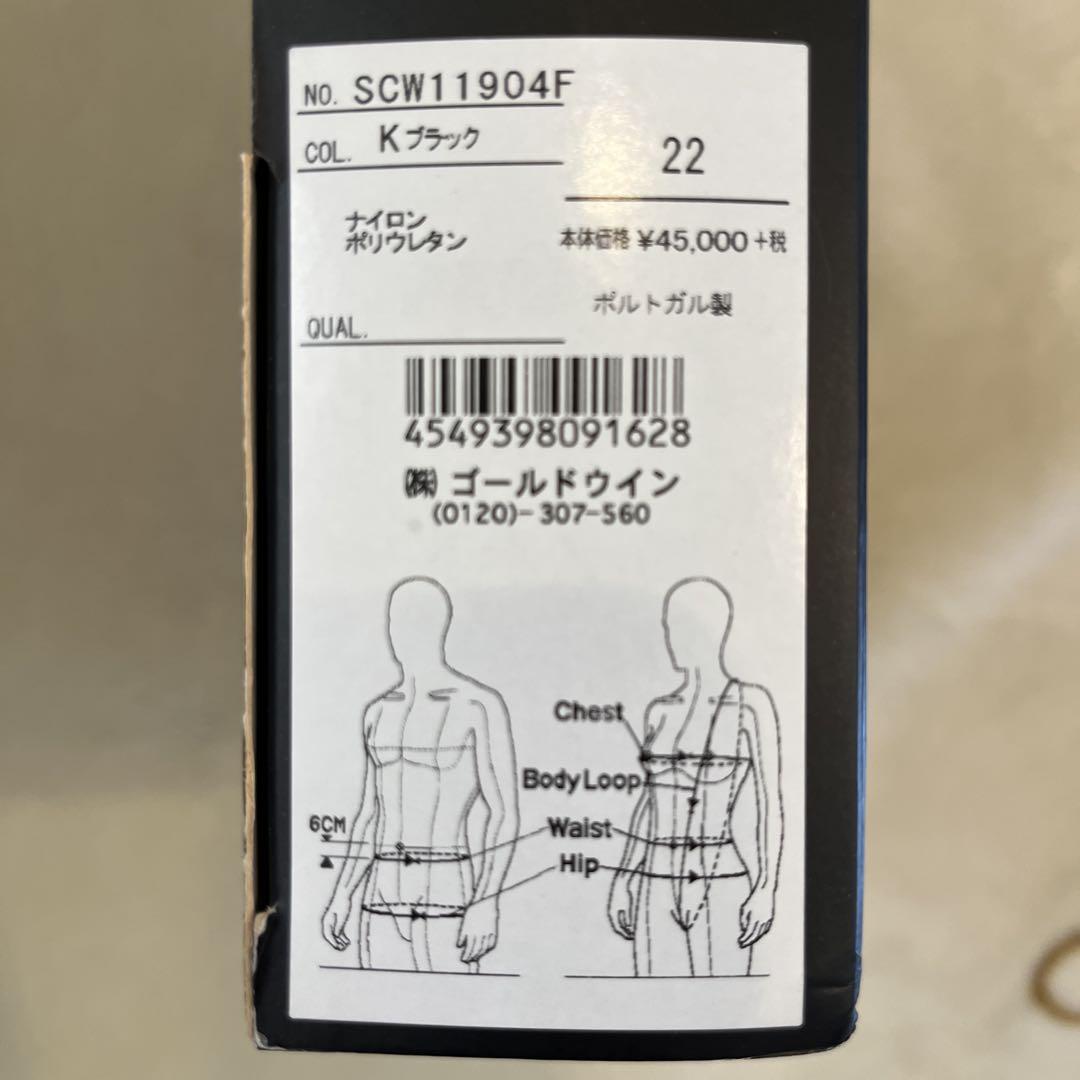 NO. SCW11904F
COL. Kブラック
22
ナイロン
ポリウレタン
本体価格 ¥45,000 +税
ポルトガル製
QUAL.
4549398091628
㈱ ゴールドウイン
(0120)-307-560
Chest
Body Loop
6CM
Waist
Hip